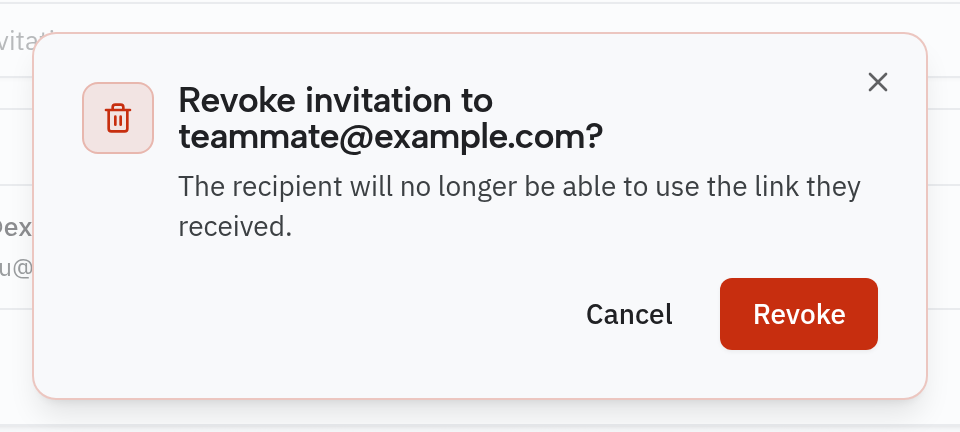 Revoke invitation to
teammate@example.com?
The recipient will no longer be able to use the link they
received.
Cancel
Revoke